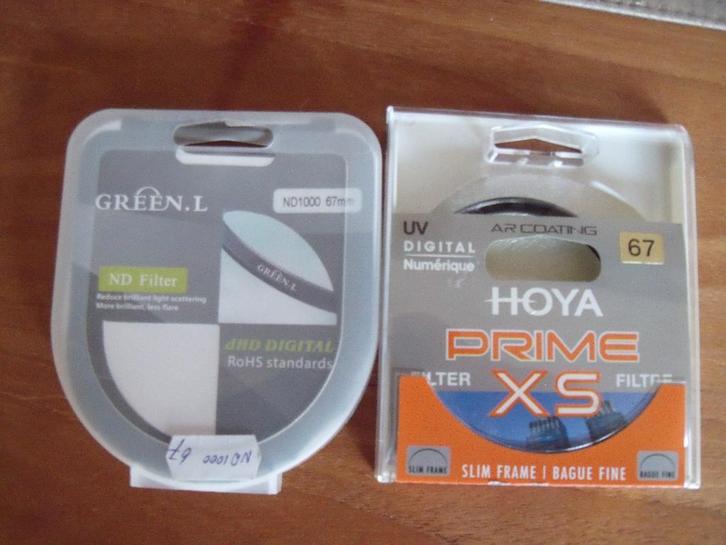 GREEN.L
ND1000 67mm
GREEN.L
ND Filter
Reduce brilliant light scattering
More brilliant, less flare
dHD DIGITAL
RoHS standards
ND1000 67
UV
AR COATING
67
DIGITAL
Numérique
HOYA
PRIME
FILTER XS FILTRE
SLIM FRAME
SLIM FRAME | BAGUE FINE
BAGUE FINE